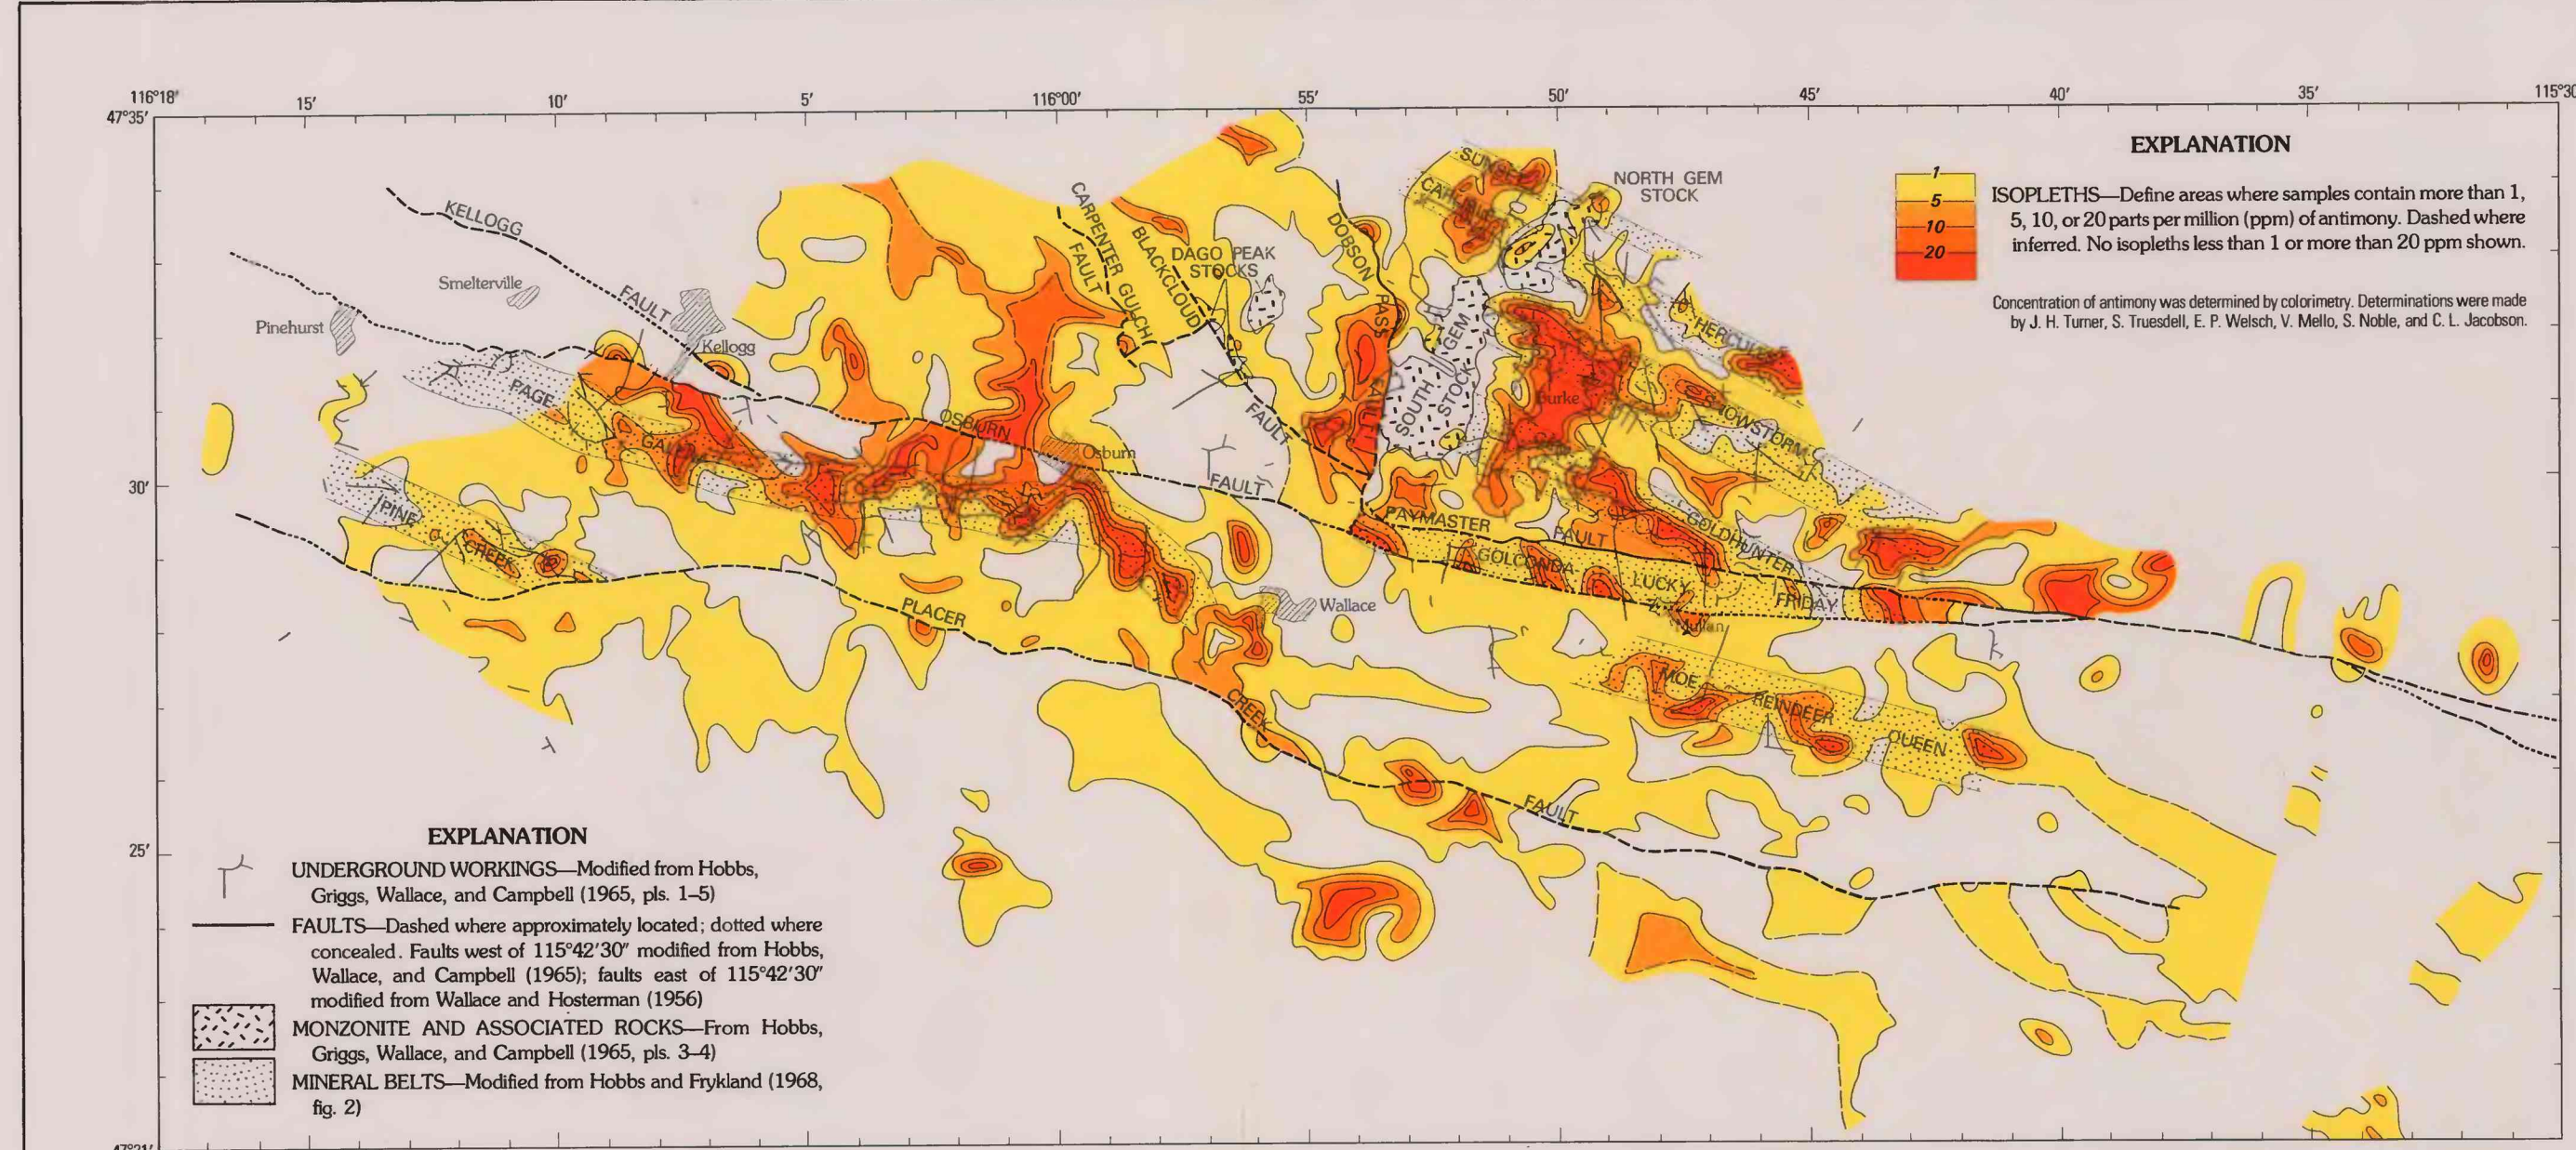 116°18'
15'
10'
5'
116°00'
55'
50'
45'
40'
35'
47°35'
30'
25'
EXPLANATION
1
5
10
20
ISOPLETHS—Define areas where samples contain more than 1,
5, 10, or 20 parts per million (ppm) of antimony. Dashed where
inferred. No isopleths less than 1 or more than 20 ppm shown.
Concentration of antimony was determined by colorimetry. Determinations were made
by J. H. Turner, S. Truesdell, E. P. Welsch, V. Mello, S. Noble, and C. L. Jacobson.
NORTH GEM
STOCK
SUNSET
KELLOGG
FAULT
CARPENTER GULCH
FAULT
BLACKCLOUD
FAULT
DAGO PEAK
STOCKS
DOBSON
PASS
FAULT
Smelterville
Pinehurst
Kellogg
HERCULES
SOUTH GEM
STOCK
Burke
PAGE
OSBURN
FAULT
Osburn
SNOWSTORM
PINE
CREEK
PAYMASTER
FAULT
GOLDHUNTER
GOLCONDA
LUCKY
FRIDAY
Mullan
Wallace
PLACER
CREEK
FAULT
MOE
REINDEER
QUEEN
EXPLANATION
UNDERGROUND WORKINGS—Modified from Hobbs,
Griggs, Wallace, and Campbell (1965, pls. 1–5)
FAULTS—Dashed where approximately located; dotted where
concealed. Faults west of 115°42'30" modified from Hobbs,
Wallace, and Campbell (1965); faults east of 115°42'30"
modified from Wallace and Hosterman (1956)
MONZONITE AND ASSOCIATED ROCKS—From Hobbs,
Griggs, Wallace, and Campbell (1965, pls. 3–4)
MINERAL BELTS—Modified from Hobbs and Frykland (1968,
fig. 2)